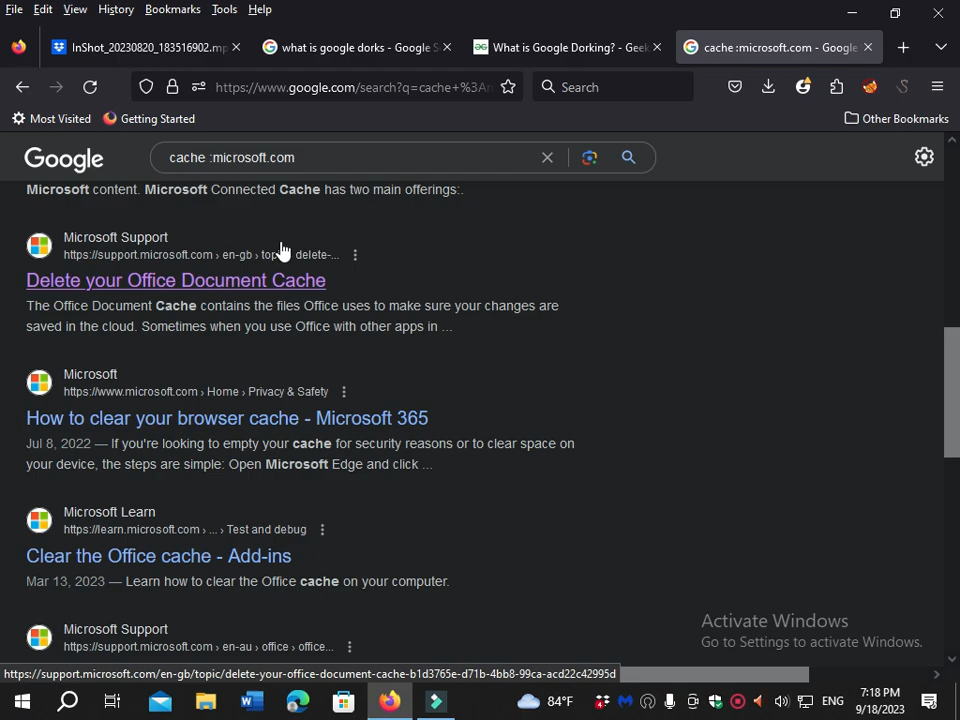 File Edit View History Bookmarks Tools Help
InShot_20230820_183516902.mp
what is google dorks - Google S
What is Google Dorking? - Geek
cache :microsoft.com - Google
https://www.google.com/search?q=cache+%3A
Search
Most Visited
Getting Started
Other Bookmarks
Google
cache :microsoft.com
Microsoft content. Microsoft Connected Cache has two main offerings:.
Microsoft Support
https://support.microsoft.com › en-gb › delete-...
Delete your Office Document Cache
The Office Document Cache contains the files Office uses to make sure your changes are
saved in the cloud. Sometimes when you use Office with other apps in ...
Microsoft
https://www.microsoft.com › Home › Privacy & Safety
How to clear your browser cache - Microsoft 365
Jul 8, 2022 — If you're looking to empty your cache for security reasons or to clear space on
your device, the steps are simple: Open Microsoft Edge and click ...
Microsoft Learn
https://learn.microsoft.com › ... › Test and debug
Clear the Office cache - Add-ins
Mar 13, 2023 — Learn how to clear the Office cache on your computer.
Microsoft Support
https://support.microsoft.com › en-au › office › office...
Activate Windows
Go to Settings to activate Windows.
https://support.microsoft.com/en-gb/topic/delete-your-office-document-cache-b1d3765e-d71b-4bb8-99ca-acd22c42995d
84°F
ENG
7:18 PM
9/18/2023